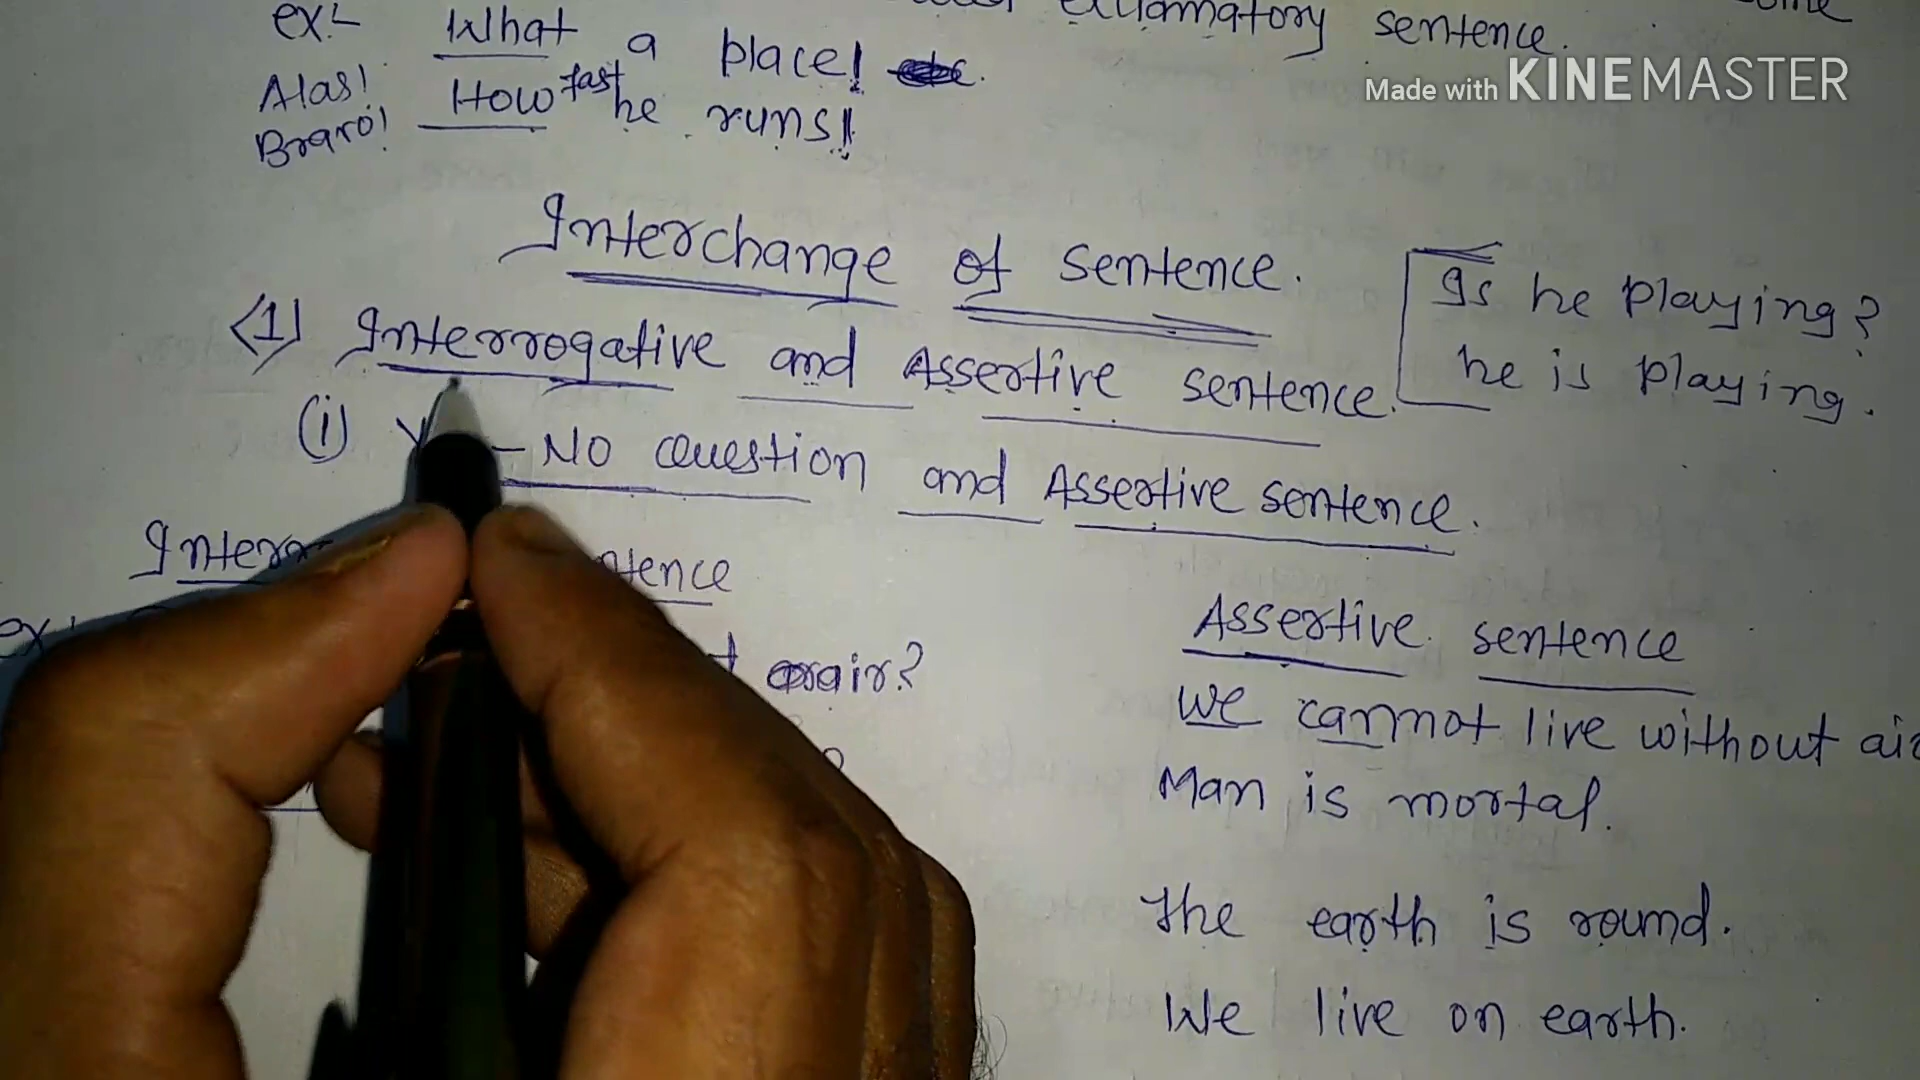 exclamatory sentence.
ex:- What a place!
Alas! How fast he runs!
Bravo!
Made with KINEMASTER
Interchange of sentence.
<1> Interrogative and Assertive sentence.
Is he playing?
he is playing.
(i) - No question and Assertive sentence.
Assertive sentence
air?
We cannot live without
Man is mortal.
The earth is round.
We live on earth.